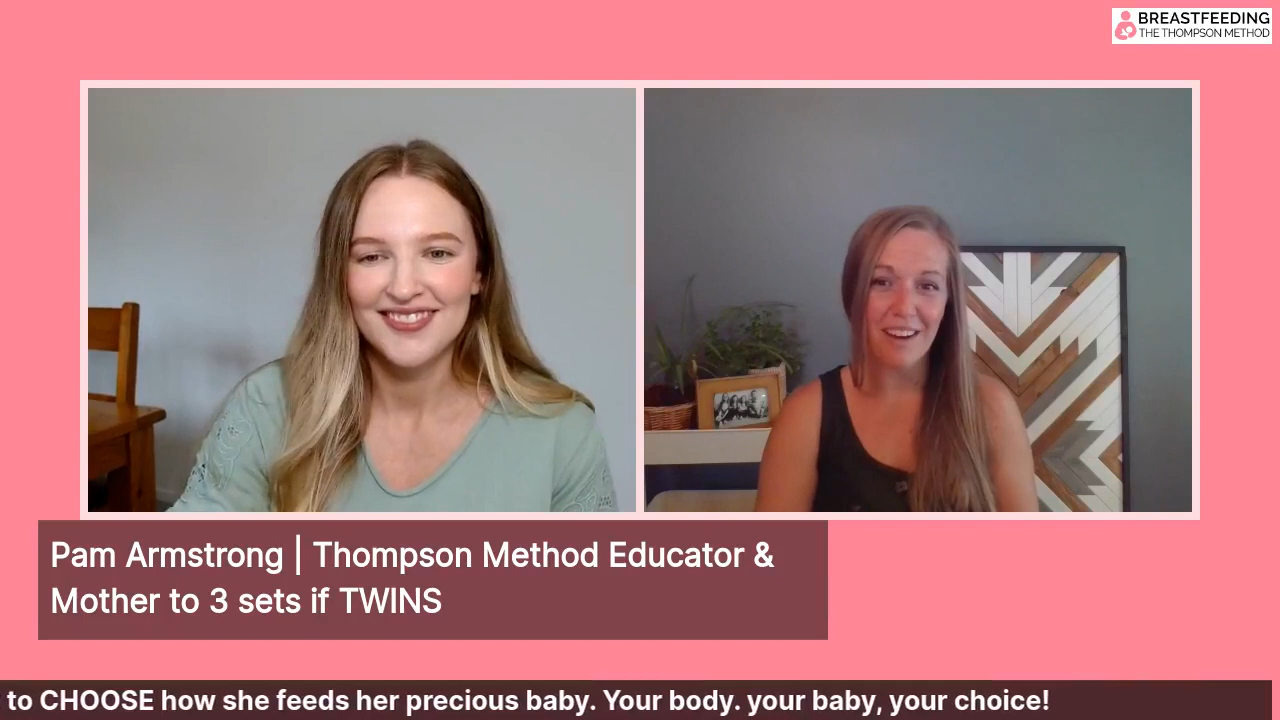 BREASTFEEDING
THE THOMPSON METHOD
Pam Armstrong | Thompson Method Educator &
Mother to 3 sets if TWINS
to CHOOSE how she feeds her precious baby. Your body. your baby, your choice!